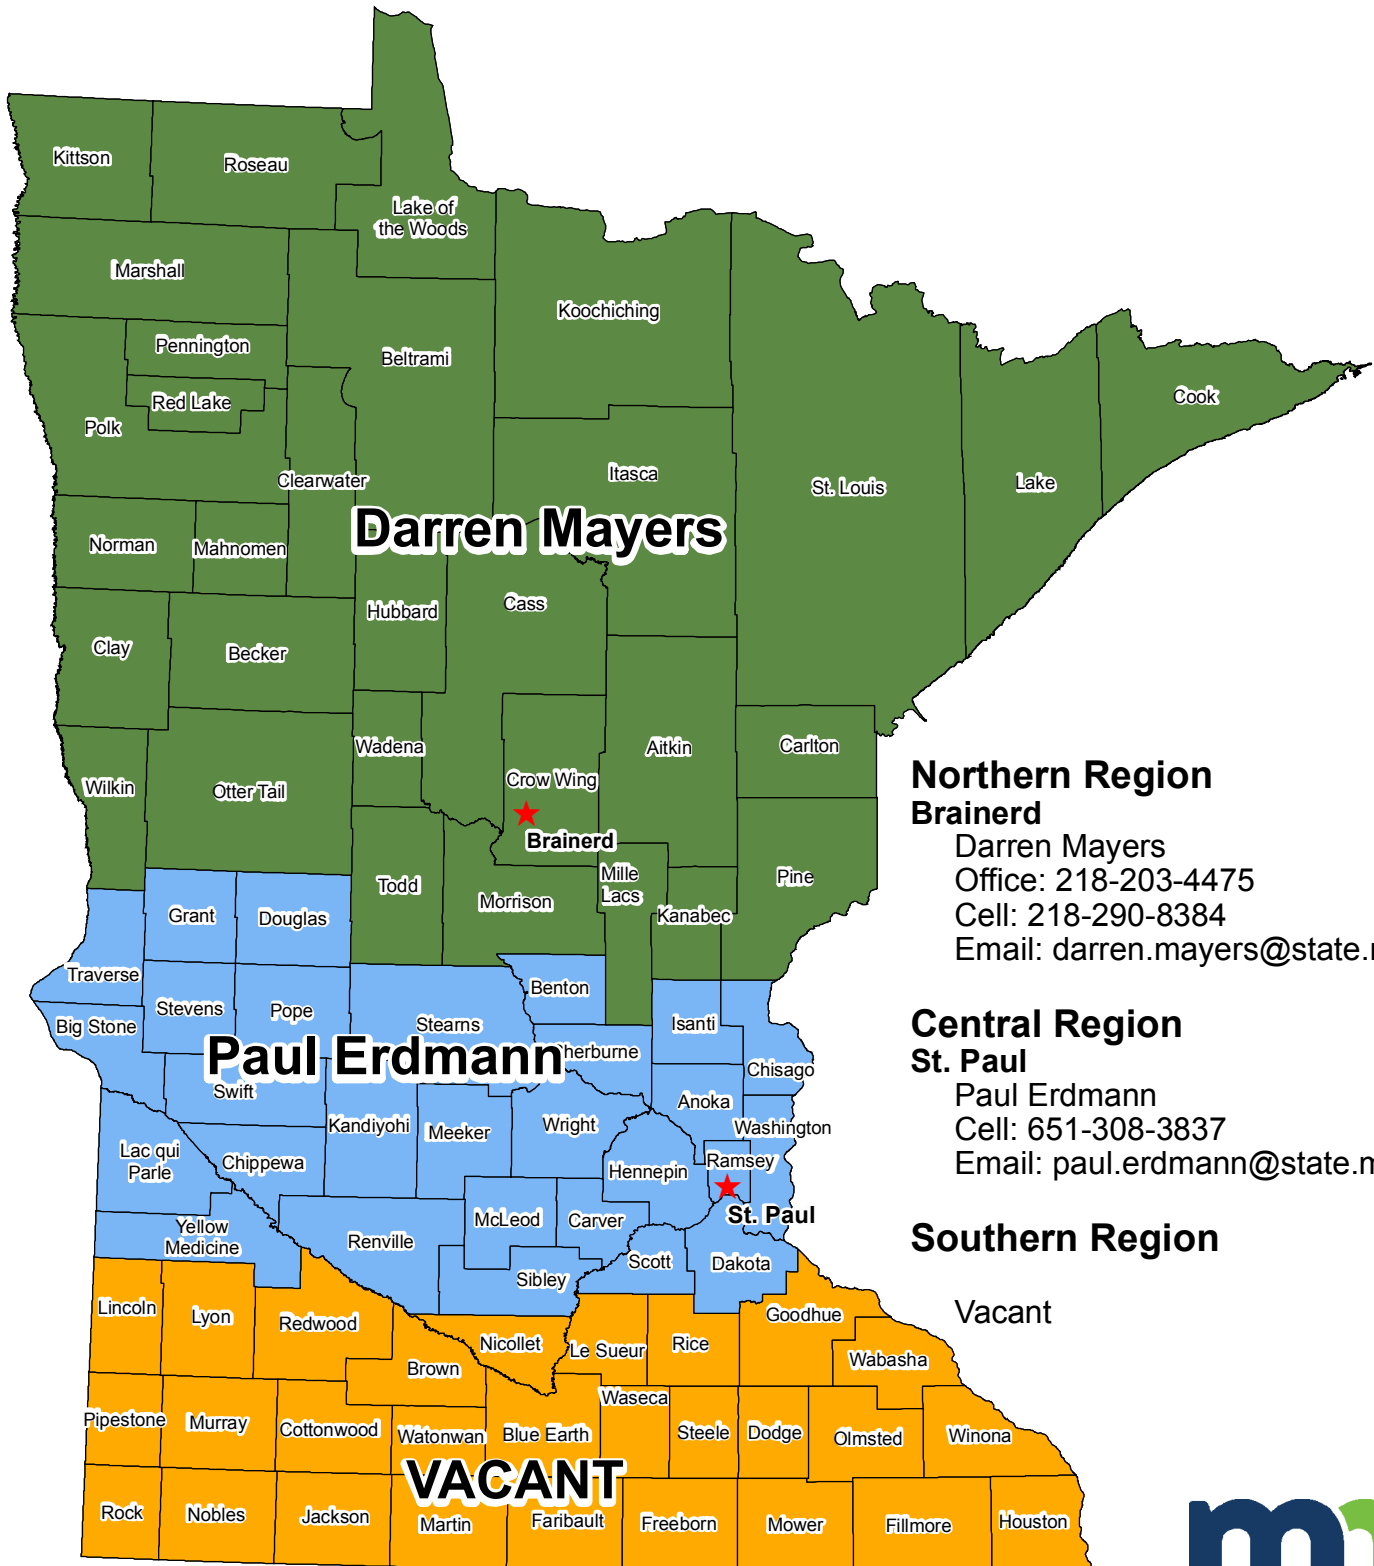 Kittson
Roseau
Lake of
the Woods
Marshall
Koochiching
Pennington
Beltrami
Red Lake
Cook
Polk
Clearwater
Itasca
St. Louis
Lake
Darren Mayers
Norman
Mahnomen
Hubbard
Cass
Clay
Becker
Wadena
Aitkin
Carlton
Wilkin
Otter Tail
Crow Wing
Brainerd
Todd
Morrison
Mille
Lacs
Kanabec
Pine
Northern Region
Brainerd
Darren Mayers
Office: 218-203-4475
Cell: 218-290-8384
Email: darren.mayers@state.
Grant
Douglas
Traverse
Stevens
Pope
Big Stone
Stearns
Benton
Isanti
Sherburne
Chisago
Paul Erdmann
Swift
Kandiyohi
Meeker
Wright
Anoka
Washington
Lac qui
Parle
Chippewa
Hennepin
Ramsey
St. Paul
Yellow
Medicine
Renville
McLeod
Carver
Scott
Dakota
Sibley
Central Region
St. Paul
Paul Erdmann
Cell: 651-308-3837
Email: paul.erdmann@state.m
Southern Region
Vacant
Lincoln
Lyon
Redwood
Brown
Nicollet
Le Sueur
Rice
Goodhue
Wabasha
Pipestone
Murray
Cottonwood
Watonwan
Blue Earth
Waseca
Steele
Dodge
Olmsted
Winona
VACANT
Rock
Nobles
Jackson
Martin
Faribault
Freeborn
Mower
Fillmore
Houston
m